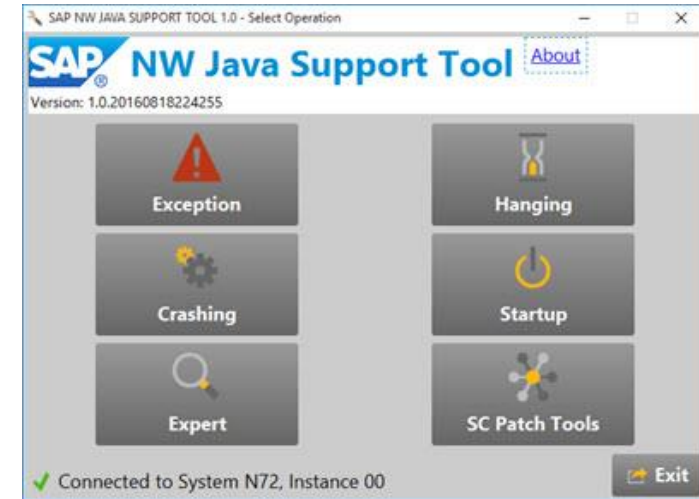 SAP NW JAVA SUPPORT TOOL 1.0 - Select Operation
SAP® NW Java Support Tool About
Version: 1.0.20160818224255
Exception
Hanging
Crashing
Startup
Expert
SC Patch Tools
Connected to System N72, Instance 00
Exit